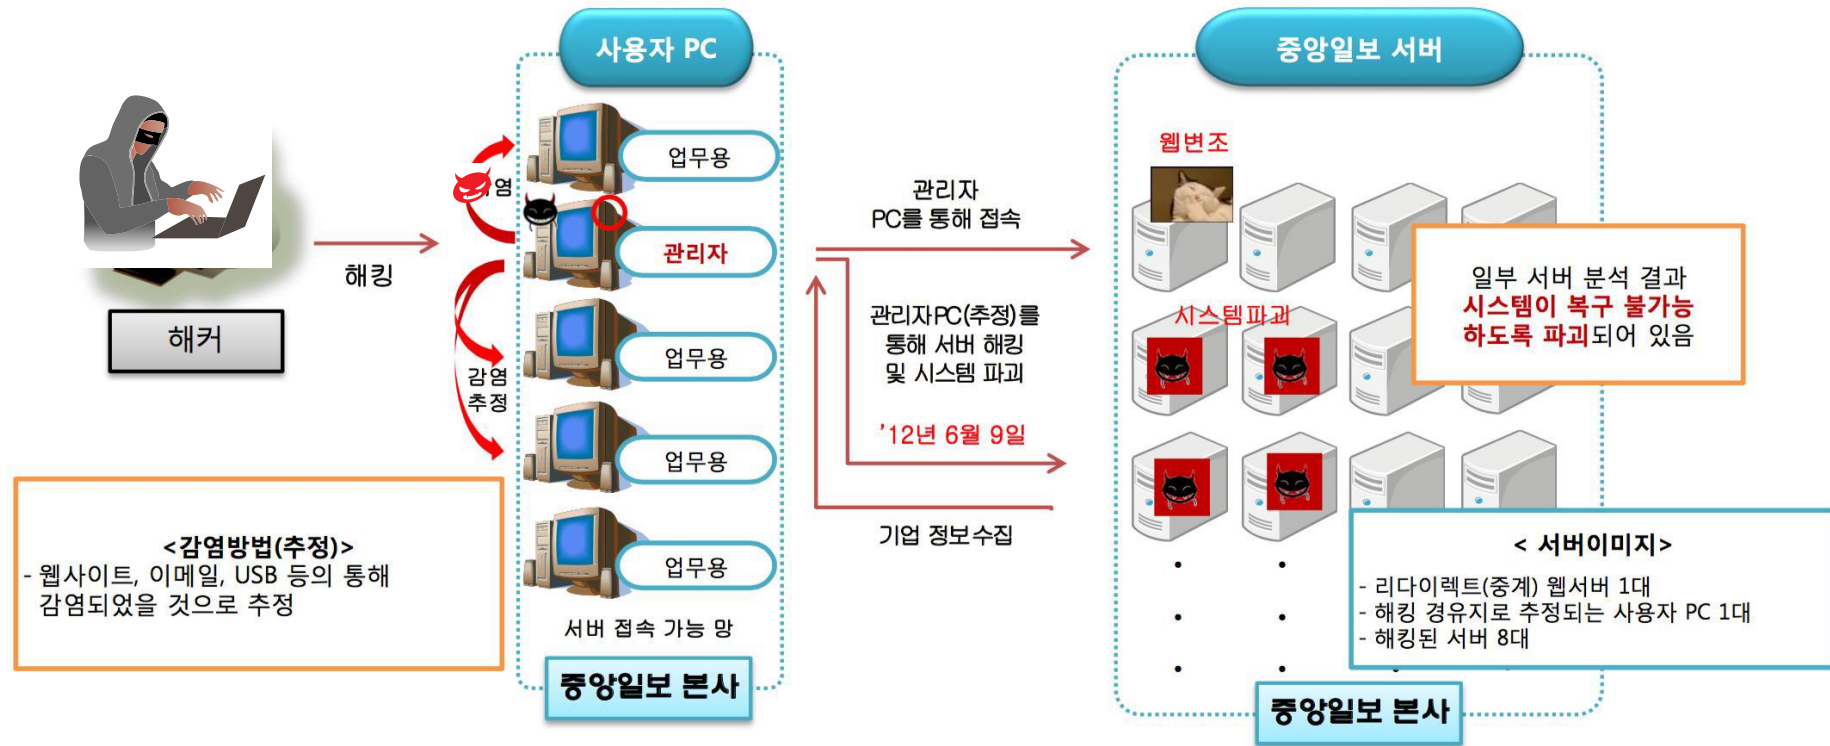 사용자 PC
중앙일보 서버
업무용
관리자
업무용
업무용
업무용
염
감염
추정
해킹
해커
<감염방법(추정)>
- 웹사이트, 이메일, USB 등의 통해
감염되었을 것으로 추정
서버 접속 가능 망
중앙일보 본사
관리자
PC를 통해 접속
관리자PC(추정)를
통해 서버 해킹
및 시스템 파괴
'12년 6월 9일
기업 정보수집
웹변조
시스템파괴
일부 서버 분석 결과
시스템이 복구 불가능
하도록 파괴되어 있음
< 서버이미지>
- 리다이렉트(중계) 웹서버 1대
- 해킹 경유지로 추정되는 사용자 PC 1대
- 해킹된 서버 8대
중앙일보 본사